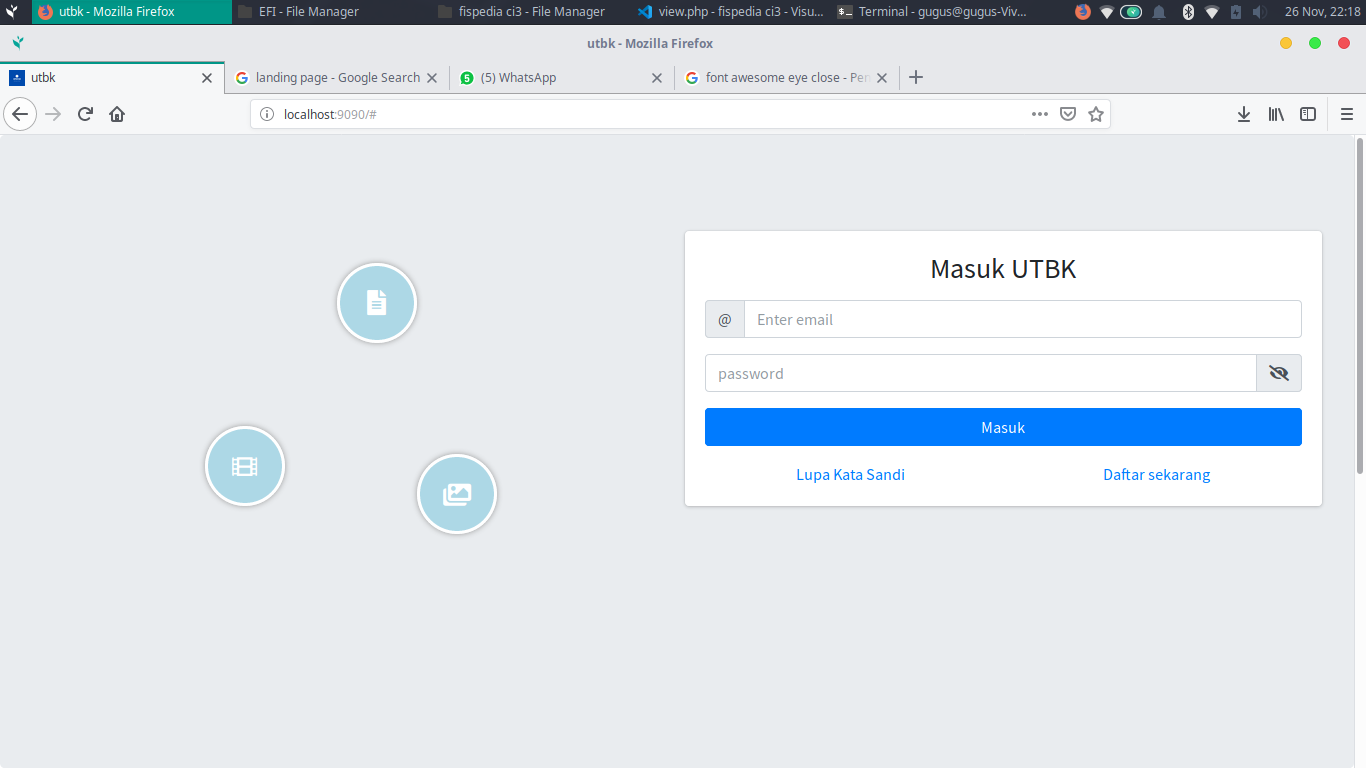 utbk - Mozilla Firefox
EFI - File Manager
fispedia ci3 - File Manager
view.php - fispedia ci3 - Visu...
Terminal - gugus@gugus-Viv...
26 Nov, 22:18
utbk - Mozilla Firefox
utbk
landing page - Google Search
(5) WhatsApp
font awesome eye close - Pen
localhost:9090/#
Masuk UTBK
@ Enter email
password
Masuk
Lupa Kata Sandi
Daftar sekarang